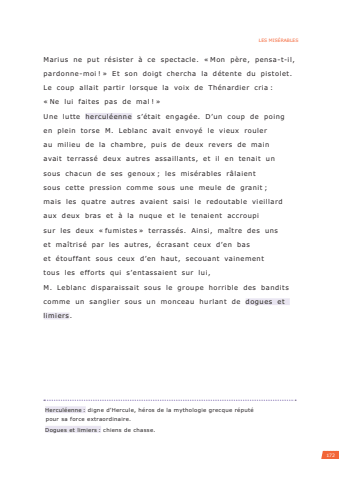 LES MISÉRABLES
Marius ne put résister à ce spectacle. « Mon père, pensa-t-il,
pardonne-moi ! » Et son doigt chercha la détente du pistolet.
Le coup allait partir lorsque la voix de Thénardier cria :
« Ne lui faites pas de mal ! »
Une lutte herculéenne s'était engagée. D'un coup de poing
en plein torse M. Leblanc avait envoyé le vieux rouler
au milieu de la chambre, puis de deux revers de main
avait terrassé deux autres assaillants, et il en tenait un
sous chacun de ses genoux ; les misérables râlaient
sous cette pression comme sous une meule de granit ;
mais les quatre autres avaient saisi le redoutable vieillard
aux deux bras et à la nuque et le tenaient accroupi
sur les deux « fumistes » terrassés. Ainsi, maître des uns
et maîtrisé par les autres, écrasant ceux d'en bas
et étouffant sous ceux d'en haut, secouant vainement
tous les efforts qui s'entassaient sur lui,
M. Leblanc disparaissait sous le groupe horrible des bandits
comme un sanglier sous un monceau hurlant de dogues et
limiers.
Herculéenne : digne d'Hercule, héros de la mythologie grecque réputé
pour sa force extraordinaire.
Dogues et limiers : chiens de chasse.
173